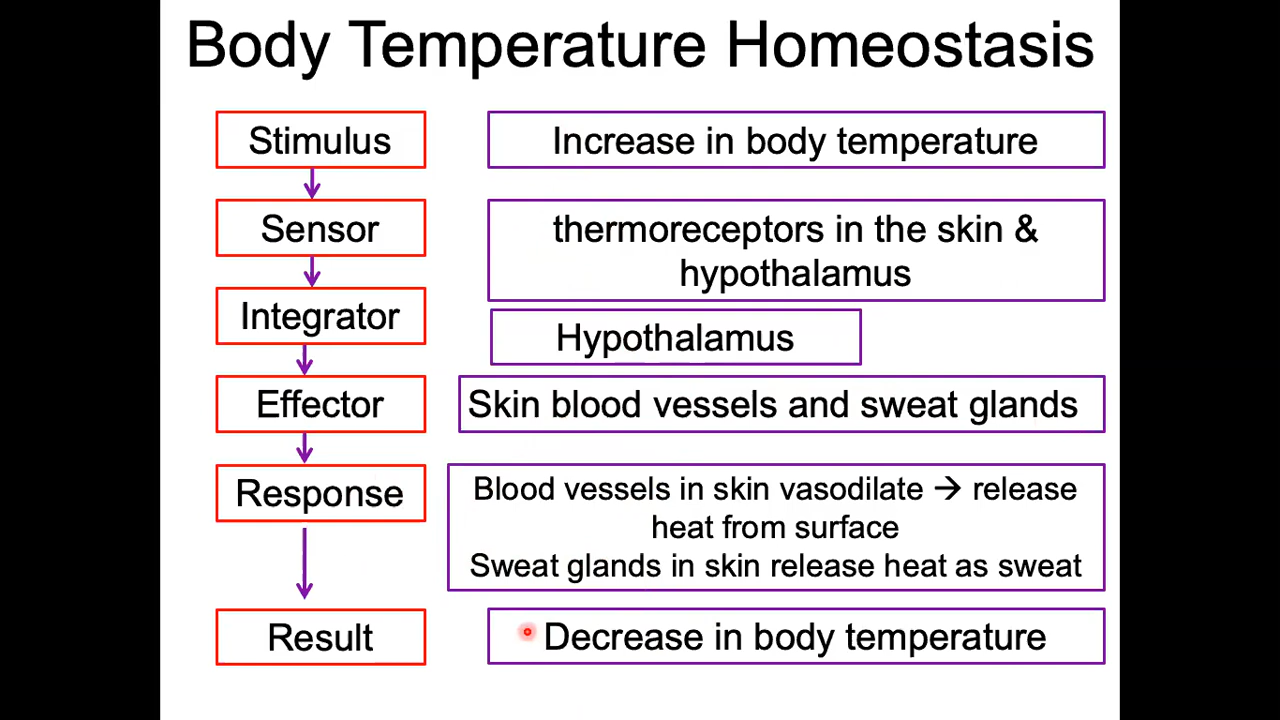 Body Temperature Homeostasis
Stimulus
Increase in body temperature
Sensor
thermoreceptors in the skin &
hypothalamus
Integrator
Hypothalamus
Effector
Skin blood vessels and sweat glands
Response
Blood vessels in skin vasodilate → release
heat from surface
Sweat glands in skin release heat as sweat
Result
Decrease in body temperature